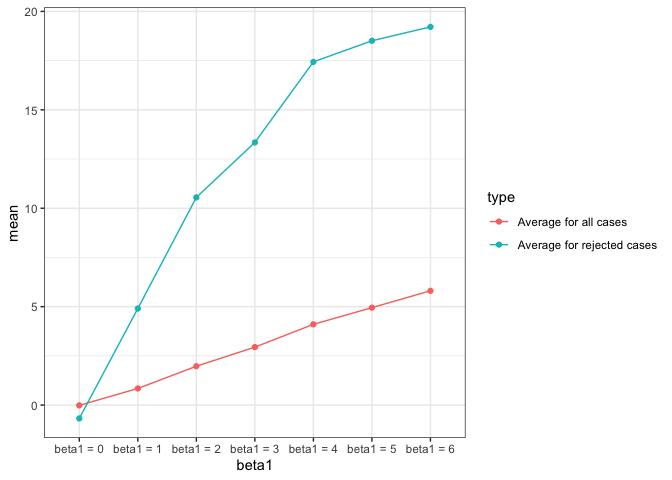 20
15
10
5
0
mean
beta1 = 0 beta1 = 1 beta1 = 2 beta1 = 3 beta1 = 4 beta1 = 5 beta1 = 6
beta1
type
Average for all cases
Average for rejected cases